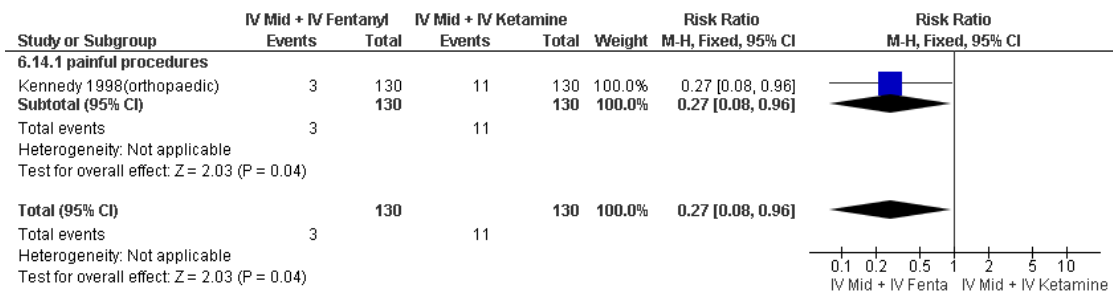 IV Mid + IV Fentanyl IV Mid + IV Ketamine Risk Ratio Risk Ratio
Study or Subgroup Events Total Events Total Weight M-H, Fixed, 95% CI M-H, Fixed, 95% CI
6.14.1 painful procedures
Kennedy 1998(orthopaedic) 3 130 11 130 100.0% 0.27 [0.08, 0.96]
Subtotal (95% CI) 130 130 100.0% 0.27 [0.08, 0.96]
Total events 3 11
Heterogeneity: Not applicable
Test for overall effect: Z = 2.03 (P = 0.04)
Total (95% CI) 130 130 100.0% 0.27 [0.08, 0.96]
Total events 3 11
Heterogeneity: Not applicable
Test for overall effect: Z = 2.03 (P = 0.04)
0.1 0.2 0.5 1 2 5 10
IV Mid + IV Fenta IV Mid + IV Ketamine